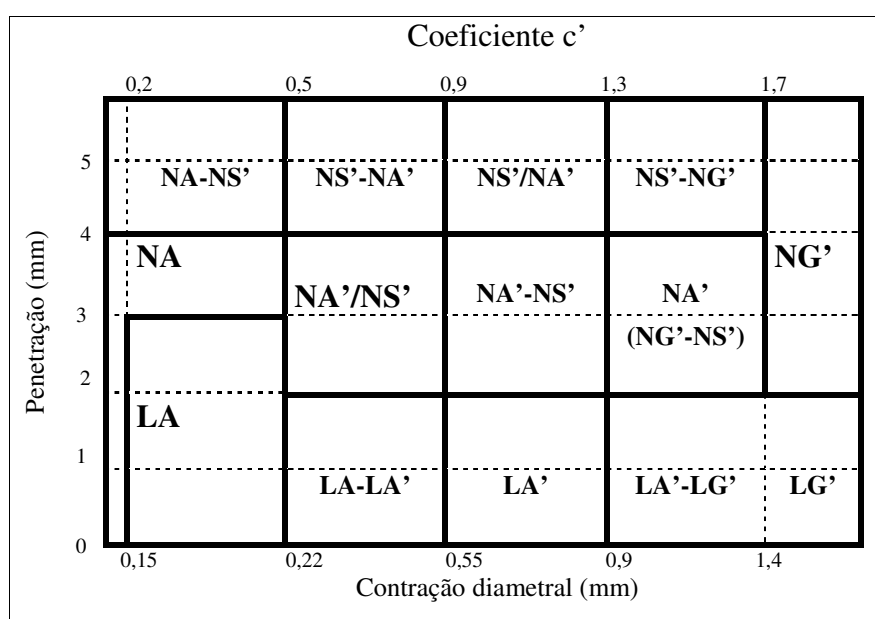 Coeficiente c’
0,2 0,5 0,9 1,3 1,7
5
NA-NS’ NS’-NA’ NS’/NA’ NS’-NG’
4
NA NG’
NA’/NS’ NA’-NS’ NA’
3
(NG’-NS’)
2
LA
1
LA-LA’ LA’ LA’-LG’ LG’
0
0,15 0,22 0,55 0,9 1,4
Contração diametral (mm)
Penetração (mm)